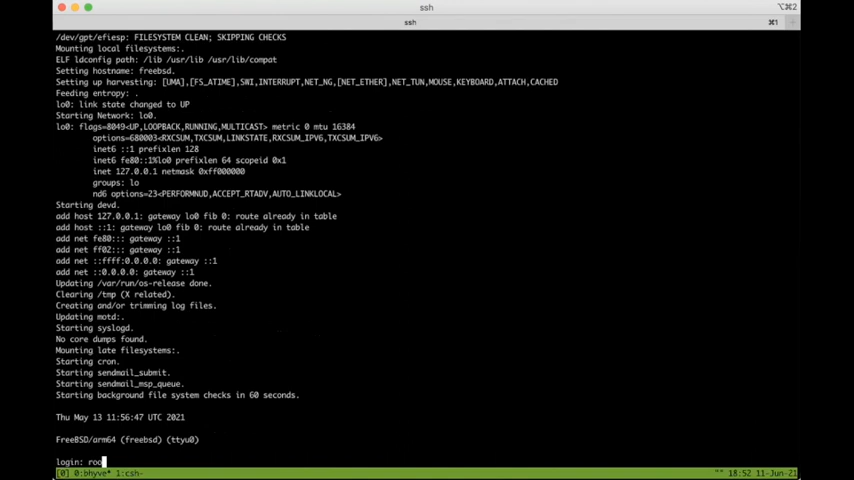 ssh
⌥⌘2
ssh
⌘1
+
/dev/gpt/efiesp: FILESYSTEM CLEAN; SKIPPING CHECKS
Mounting local filesystems:.
ELF ldconfig path: /lib /usr/lib /usr/lib/compat
Setting hostname: freebsd.
Setting up harvesting: [UMA],[FS_ATIME],SWI,INTERRUPT,NET_NG,[NET_ETHER],NET_TUN,MOUSE,KEYBOARD,ATTACH,CACHED
Feeding entropy: .
lo0: link state changed to UP
Starting Network: lo0.
lo0: flags=8049<UP,LOOPBACK,RUNNING,MULTICAST> metric 0 mtu 16384
options=680003<RXCSUM,TXCSUM,LINKSTATE,RXCSUM_IPV6,TXCSUM_IPV6>
inet6 ::1 prefixlen 128
inet6 fe80::1%lo0 prefixlen 64 scopeid 0x1
inet 127.0.0.1 netmask 0xff000000
groups: lo
nd6 options=23<PERFORMNUD,ACCEPT_RTADV,AUTO_LINKLOCAL>
Starting devd.
add host 127.0.0.1: gateway lo0 fib 0: route already in table
add host ::1: gateway lo0 fib 0: route already in table
add net fe80::: gateway ::1
add net ff02::: gateway ::1
add net ::ffff:0.0.0.0: gateway ::1
add net ::0.0.0.0: gateway ::1
Updating /var/run/os-release done.
Clearing /tmp (X related).
Creating and/or trimming log files.
Updating motd:.
Starting syslogd.
No core dumps found.
Mounting late filesystems:.
Starting cron.
Starting sendmail_submit.
Starting sendmail_msp_queue.
Starting background file system checks in 60 seconds.
Thu May 13 11:56:47 UTC 2021
FreeBSD/arm64 (freebsd) (ttyu0)
login: roo
[0] 0:bhyve* 1:csh- "" 18:52 11-Jun-21